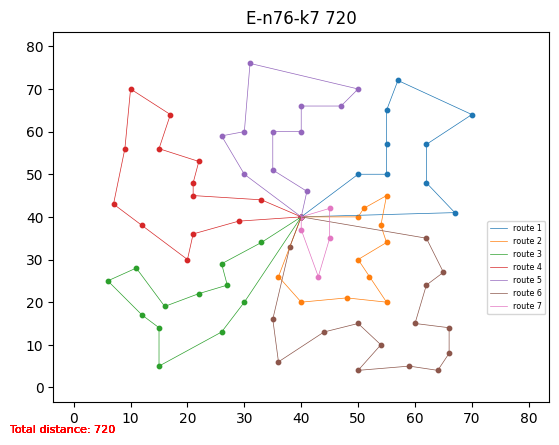 E-n76-k7 720
80
70
60
50
40
30
20
10
0
route 1
route 2
route 3
route 4
route 5
route 6
route 7
0 10 20 30 40 50 60 70 80
Total distance: 720